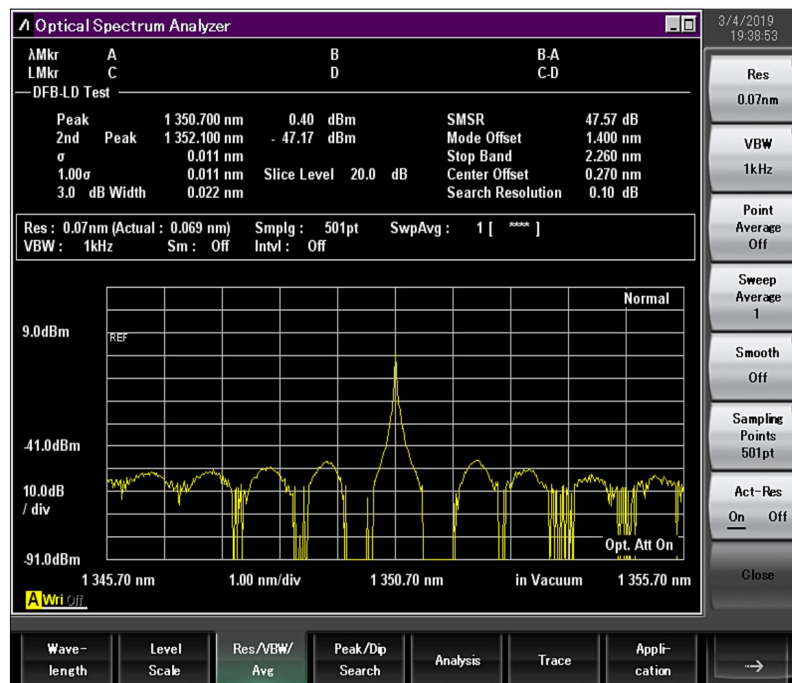 Optical Spectrum Analyzer
3/4/2019
19:38:53
λMkr A B B-A
LMkr C D C-D
DFB-LD Test
Peak 1 350.700 nm 0.40 dBm SMSR 47.57 dB
2nd Peak 1 352.100 nm - 47.17 dBm Mode Offset 1.400 nm
σ 0.011 nm Stop Band 2.260 nm
1.00σ 0.011 nm Slice Level 20.0 dB Center Offset 0.270 nm
3.0 dB Width 0.022 nm Search Resolution 0.10 dB
Res : 0.07nm (Actual : 0.069 nm) Smplg : 501pt SwpAvg : 1 [ **** ]
VBW : 1kHz Sm : Off Intvl : Off
Normal
9.0dBm
REF
-41.0dBm
10.0dB
/ div
Opt. Att On
-91.0dBm
1 345.70 nm 1.00 nm/div 1 350.70 nm in Vacuum 1 355.70 nm
A Wri Off
Res
0.07nm
VBW
1kHz
Point
Average
Off
Sweep
Average
1
Smooth
Off
Sampling
Points
501pt
Act-Res
On Off
Close
Wave-
length
Level
Scale
Res/VBW/
Avg
Peak/Dip
Search
Analysis
Trace
Appli-
cation